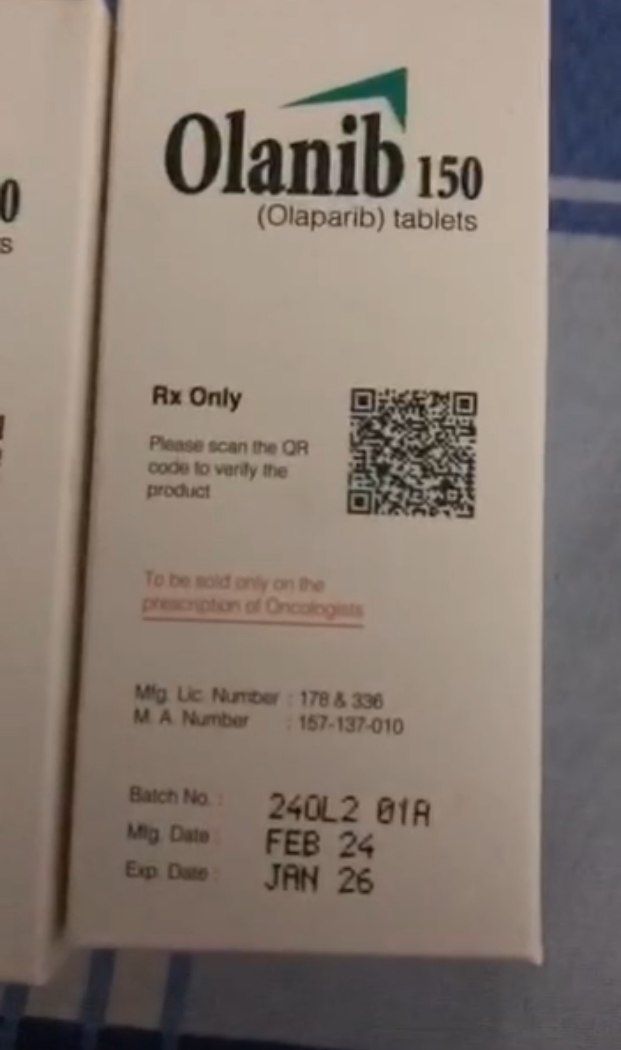 Olanib 150
(Olaparib) tablets
Rx Only
Please scan the QR
code to verify the
product
To be sold only on the
prescription of Oncologists
Mfg. Lic. Number : 178 & 336
M. A. Number : 157-137-010
Batch No. : 240L2 01A
Mfg. Date : FEB 24
Exp. Date : JAN 26
0
s